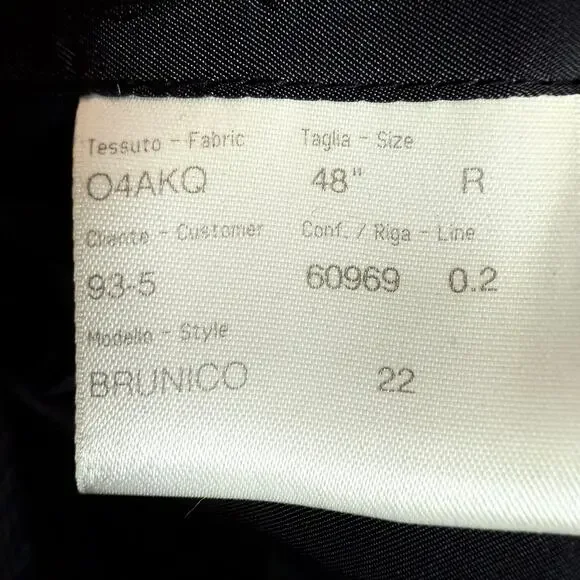 Tessuto - Fabric Taglia - Size
O4AKQ 48" R
Cliente - Customer Conf. / Riga - Line
93-5 60969 0.2
Modello - Style
BRUNICO 22